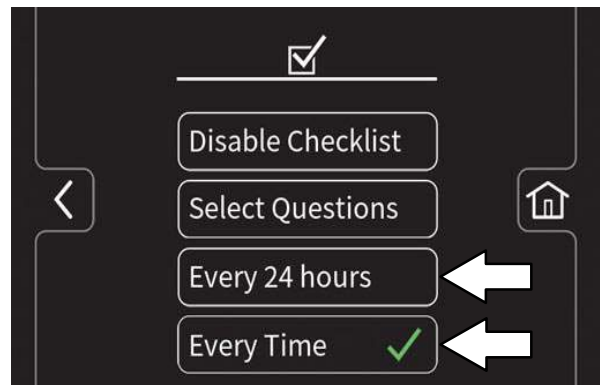 Disable Checklist
Select Questions
Every 24 hours
Every Time